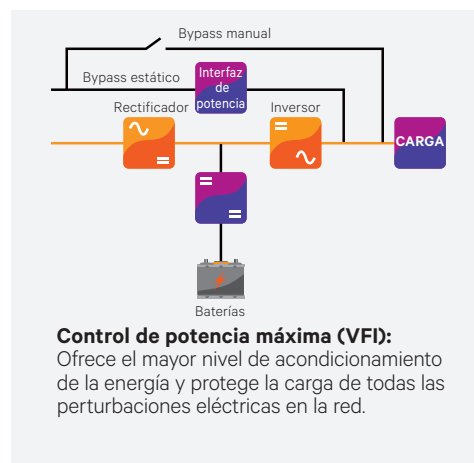 Bypass manual
Bypass estático
Interfaz
de
potencia
Rectificador
Inversor
CARGA
Baterías
Control de potencia máxima (VFI):
Ofrece el mayor nivel de acondicionamiento
de la energía y protege la carga de todas las
perturbaciones eléctricas en la red.